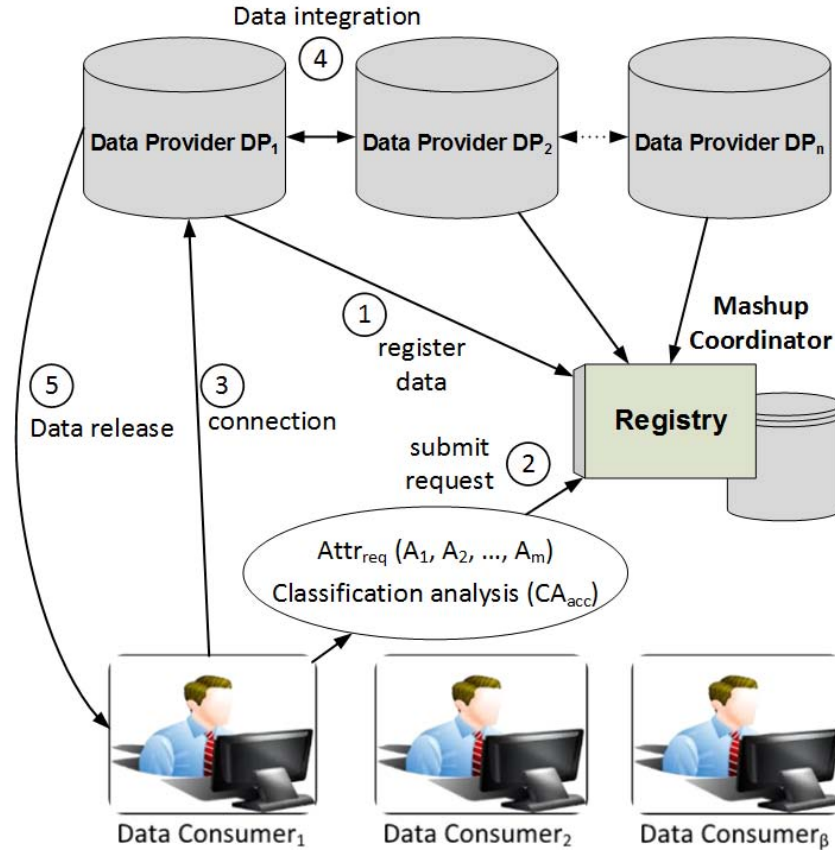 Data integration
4
Data Provider DP₁
Data Provider DP₂
Data Provider DPₙ
1
register
data
Mashup
Coordinator
5
Data release
3
connection
Registry
submit
request
2
Attrᵣₑq (A₁, A₂, ..., Aₘ)
Classification analysis (CAₐcc)
Data Consumer₁
Data Consumer₂
Data Consumerᵦ